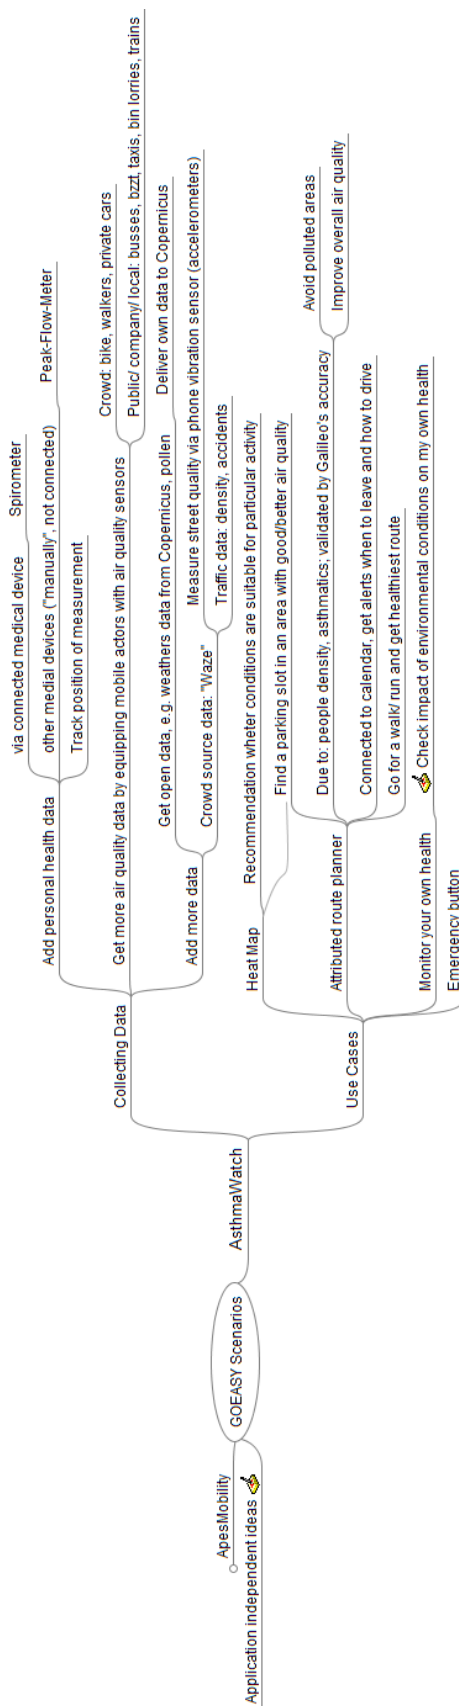 GOEASY Scenarios
ApesMobility
Application independent ideas
AsthmaWatch
Collecting Data
Add personal health data
via connected medical device
Spirometer
other medial devices ("manually", not connected)
Peak-Flow-Meter
Track position of measurement
Get more air quality data by equipping mobile actors with air quality sensors
Crowd: bike, walkers, private cars
Public/ company/ local: busses, bzzt, taxis, bin lorries, trains
Add more data
Get open data, e.g. weathers data from Copernicus, pollen
Deliver own data to Copernicus
Crowd source data: "Waze"
Measure street quality via phone vibration sensor (accelerometers)
Traffic data: density, accidents
Use Cases
Heat Map
Recommendation wheter conditions are suitable for particular activity
Find a parking slot in an area with good/better air quality
Attributed route planner
Due to: people density, asthmatics; validated by Galileo's accuracy
Avoid polluted areas
Improve overall air quality
Connected to calendar, get alerts when to leave and how to drive
Go for a walk/ run and get healthiest route
Monitor your own health
Check impact of environmental conditions on my own health
Emergency button